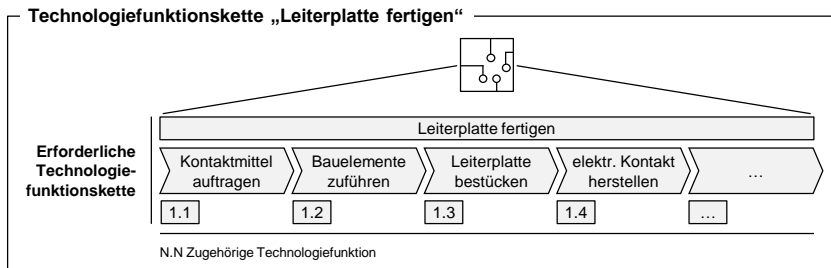 Technologiefunktionskette „Leiterplatte fertigen“
Leiterplatte fertigen
Erforderliche
Technologie-
funktionskette
Kontaktmittel
auftragen
Bauelemente
zuführen
Leiterplatte
bestücken
elektr. Kontakt
herstellen
…
1.1
1.2
1.3
1.4
…
N.N Zugehörige Technologiefunktion